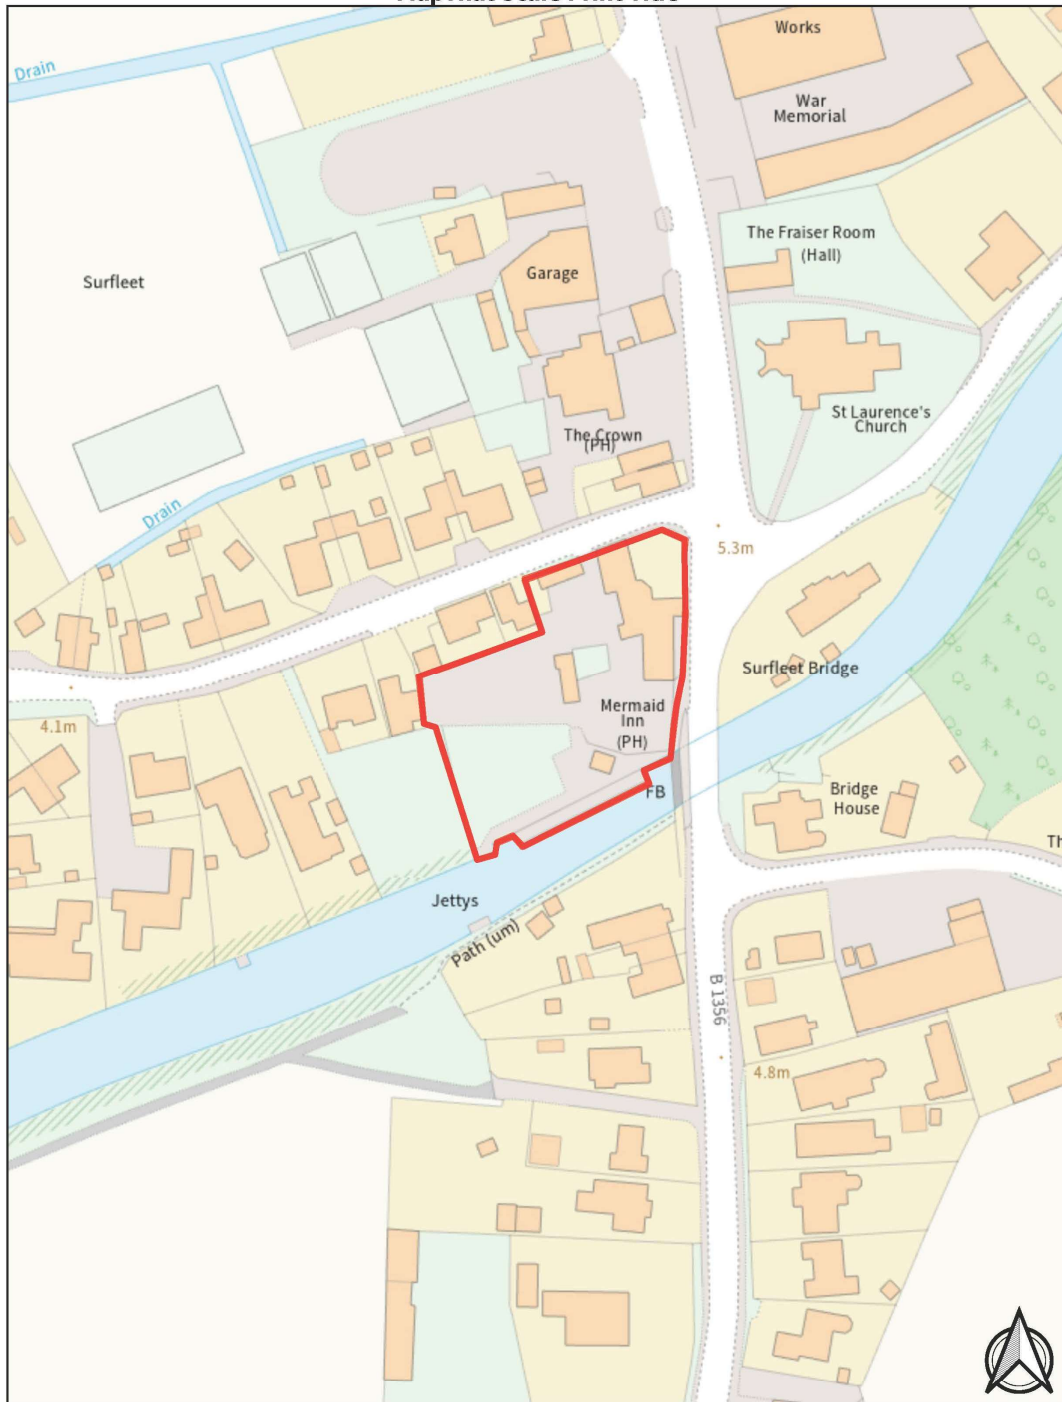 Drain
Works
War
Memorial
The Fraiser Room
(Hall)
Surfleet
Garage
St Laurence's
Church
The Crown
(PH)
Drain
5.3m
Surfleet Bridge
Mermaid
Inn
(PH)
4.1m
FB
Bridge
House
Th
Jettys
Path (um)
B 1356
4.8m